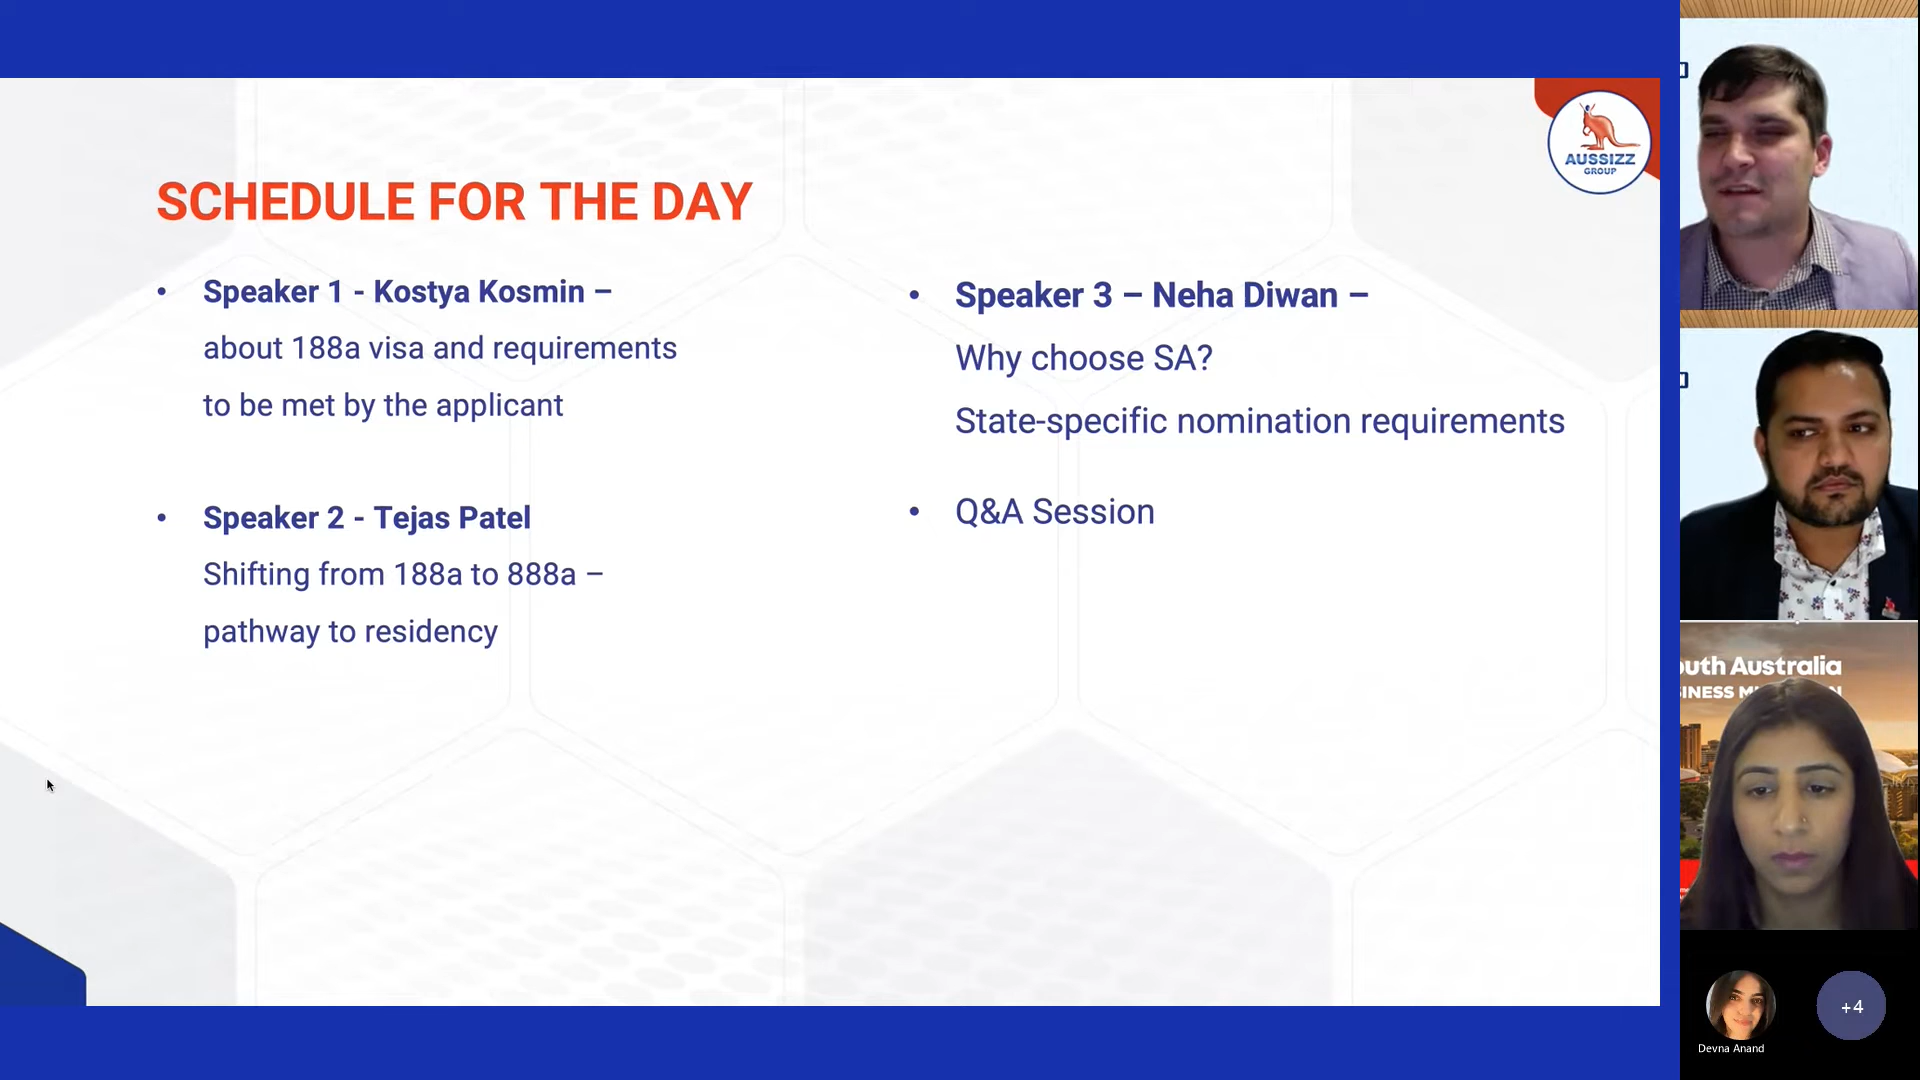 SCHEDULE FOR THE DAY
• Speaker 1 - Kostya Kosmin –
about 188a visa and requirements
to be met by the applicant
• Speaker 2 - Tejas Patel
Shifting from 188a to 888a –
pathway to residency
• Speaker 3 – Neha Diwan –
Why choose SA?
State-specific nomination requirements
• Q&A Session
AUSSIZZ
GROUP
outh Australia
Devna Anand
+4